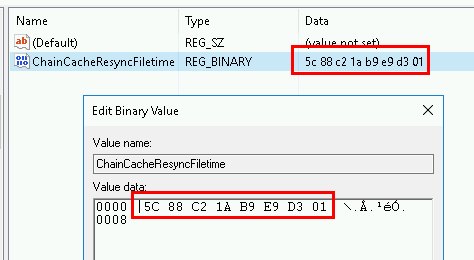 Name Type Data
(Default) REG_SZ (value not set)
ChainCacheResyncFiletime REG_BINARY 5c 88 c2 1a b9 e9 d3 01
Edit Binary Value
Value name:
ChainCacheResyncFiletime
Value data:
0000 5C 88 C2 1A B9 E9 D3 01 \.Â.¹éÓ.
0008